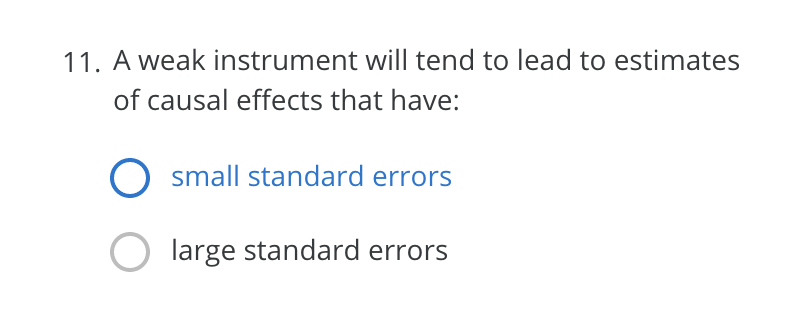 11. A weak instrument will tend to lead to estimates
of causal effects that have:
small standard errors
large standard errors